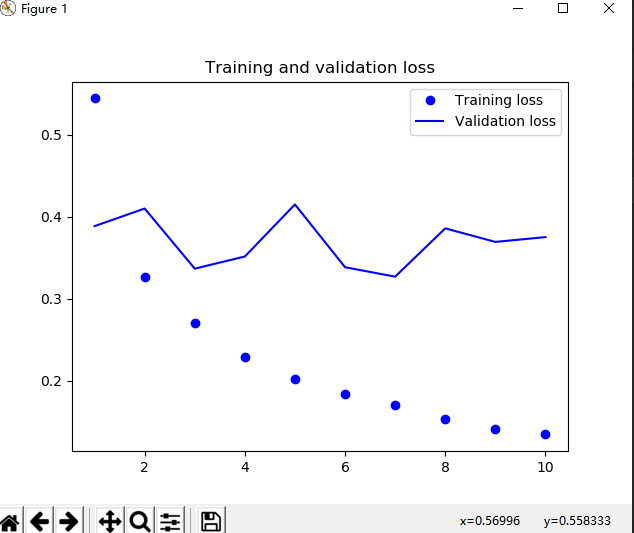 Figure 1
Training and validation loss
Training loss
Validation loss
0.5
0.4
0.3
0.2
2 4 6 8 10
x=0.56996 y=0.558333